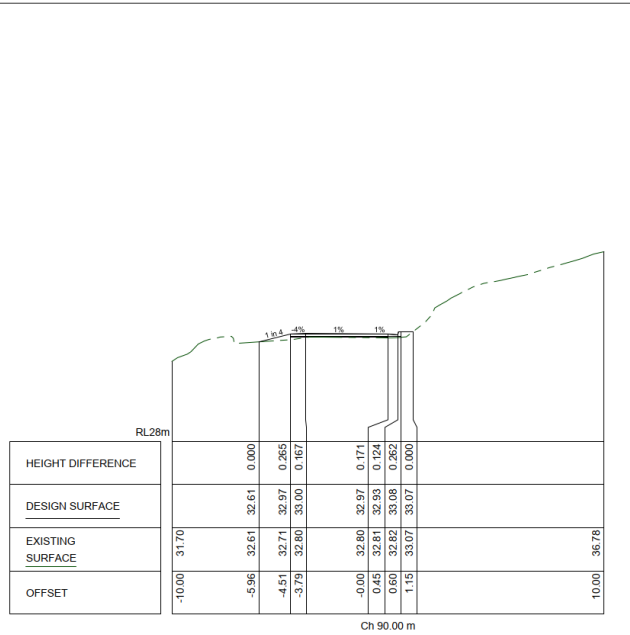 1 in 4 -4% 1% 1%
RL28m
HEIGHT DIFFERENCE 0.000 0.265 0.167 0.171 0.124 0.262 0.000
DESIGN SURFACE 32.61 32.97 33.00 32.97 32.93 33.08 33.07
EXISTING
SURFACE 31.70 32.61 32.71 32.80 32.80 32.81 32.82 33.07 36.78
OFFSET -10.00 -5.96 -4.51 -3.79 -0.00 0.45 0.60 1.15 10.00
Ch 90.00 m